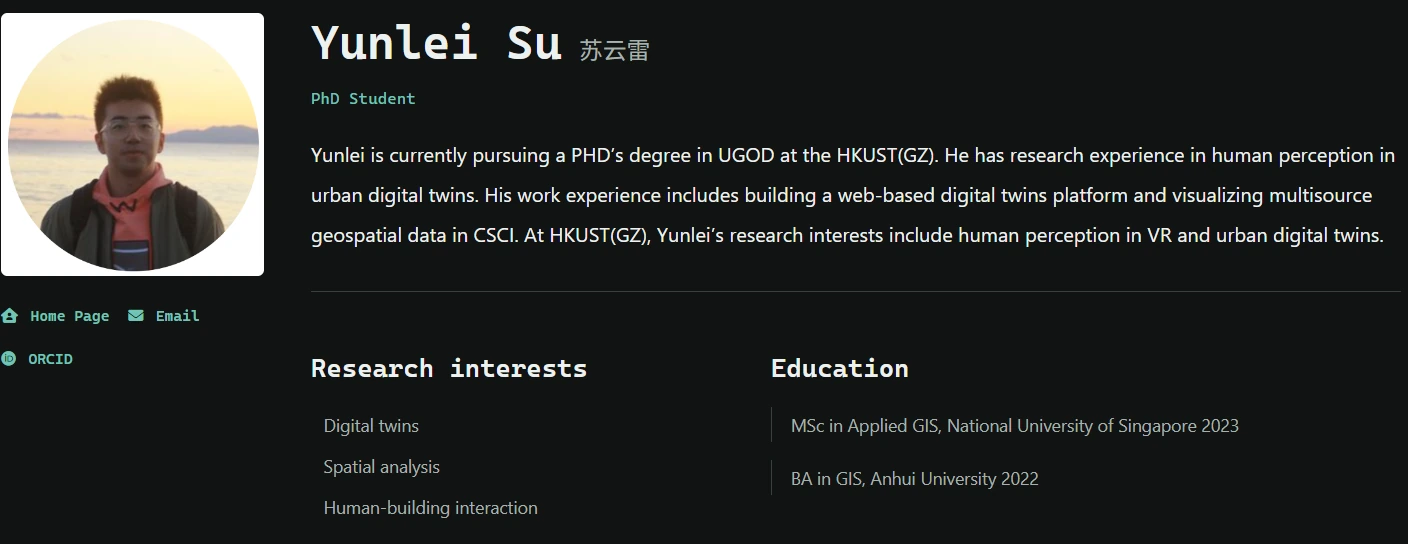 Yunlei Su 苏云雷
PhD Student
Yunlei is currently pursuing a PHD’s degree in UGOD at the HKUST(GZ). He has research experience in human perception in
urban digital twins. His work experience includes building a web-based digital twins platform and visualizing multisource
geospatial data in CSCI. At HKUST(GZ), Yunlei’s research interests include human perception in VR and urban digital twins.
Home Page Email
ORCID
Research interests
Digital twins
Spatial analysis
Human-building interaction
Education
MSc in Applied GIS, National University of Singapore 2023
BA in GIS, Anhui University 2022